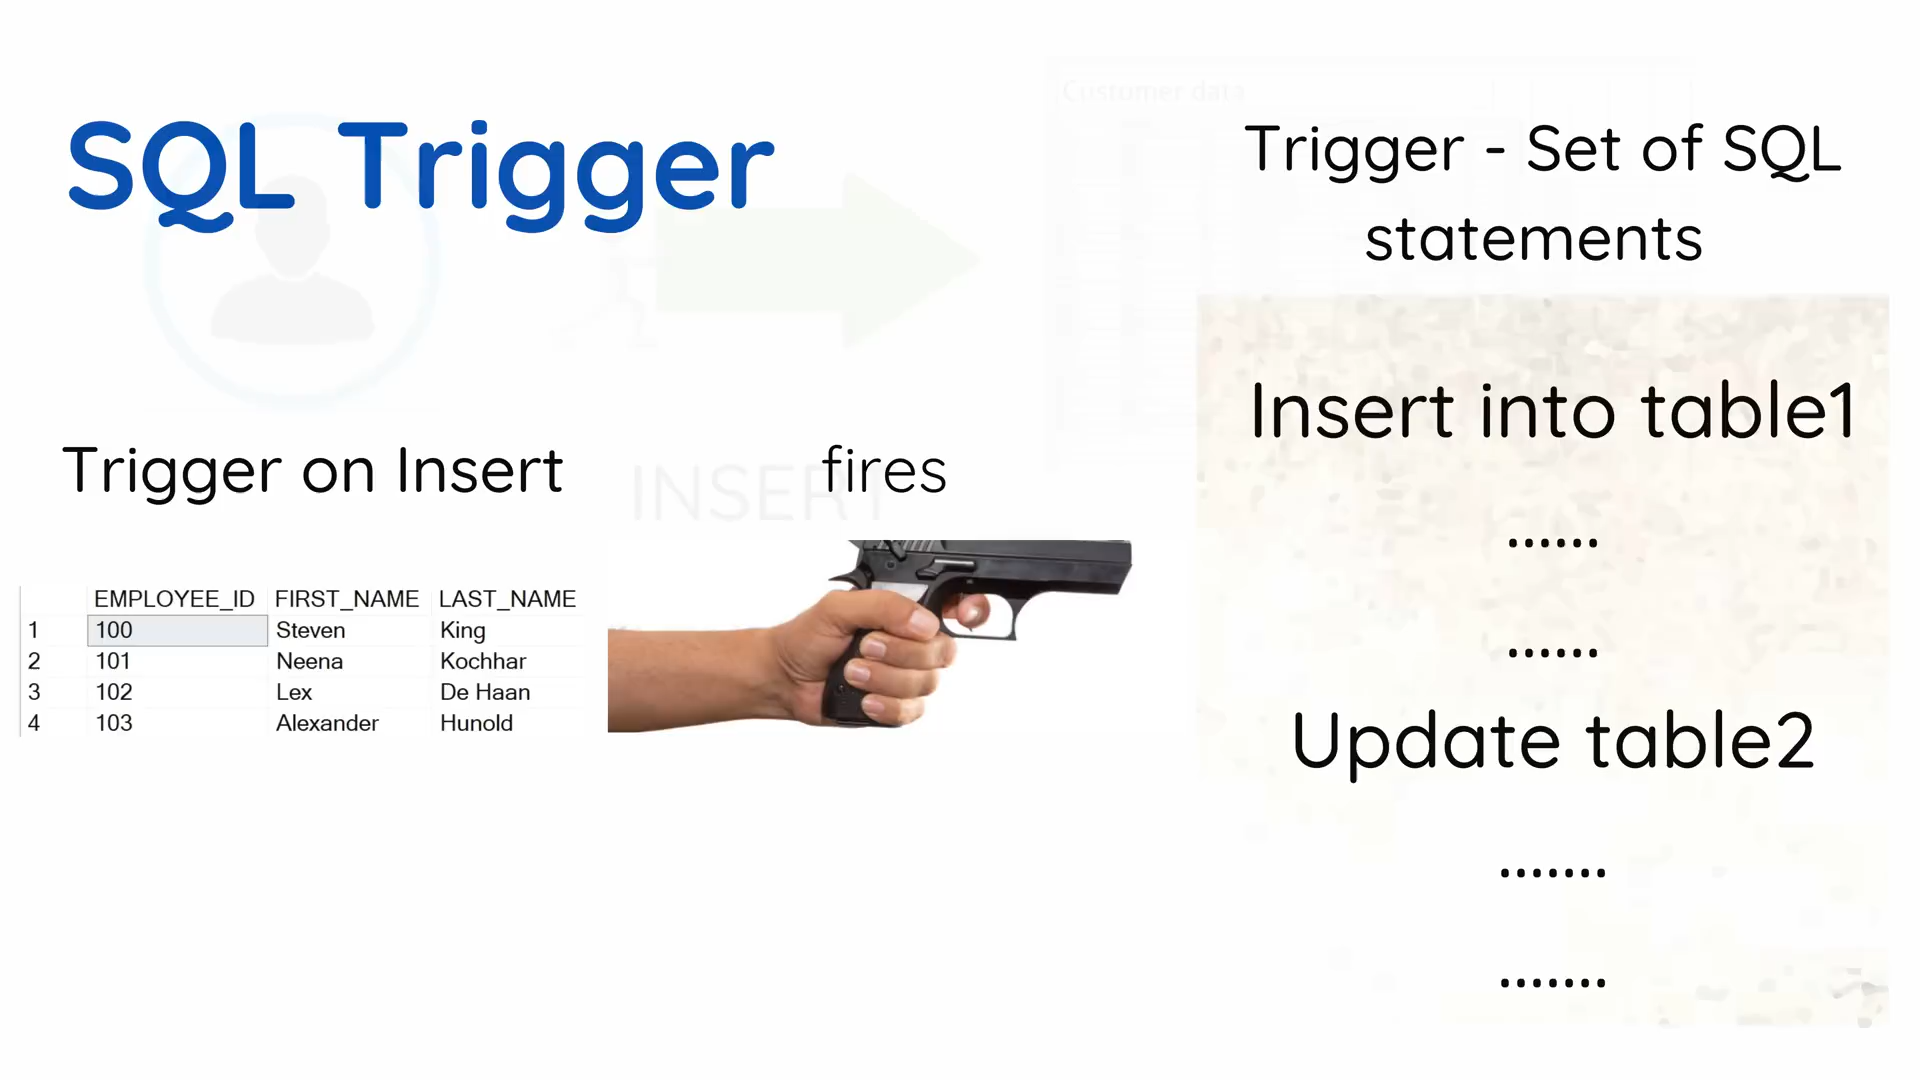 Customer data
SQL Trigger
Trigger - Set of SQL
statements
Insert into table1
Trigger on Insert
fires
INSERT
......
......
EMPLOYEE_ID FIRST_NAME LAST_NAME
1 100 Steven King
2 101 Neena Kochhar
3 102 Lex De Haan
4 103 Alexander Hunold
Update table2
.......
.......